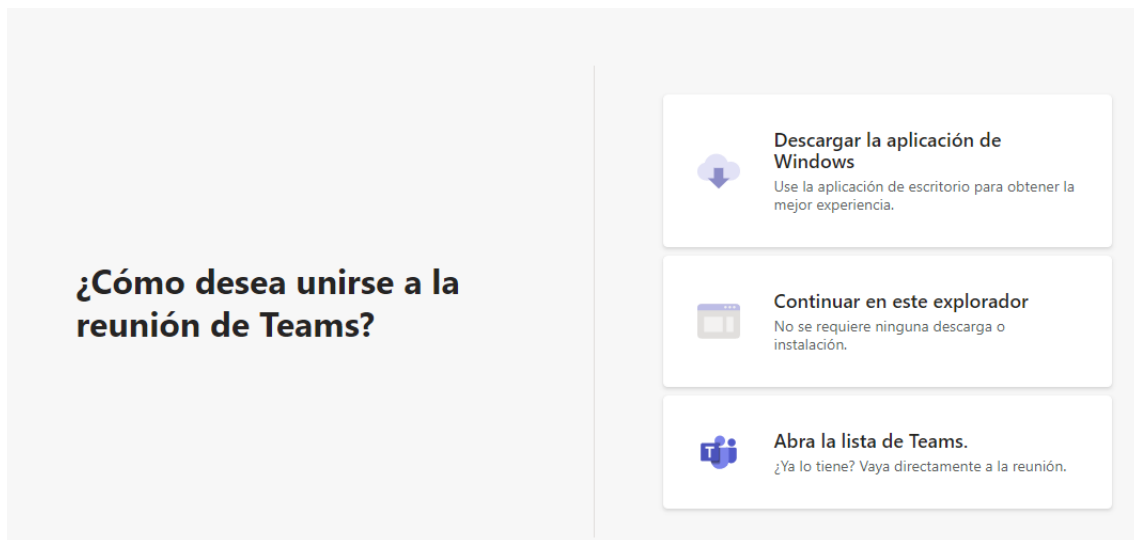 ¿Cómo desea unirse a la
reunión de Teams?
Descargar la aplicación de
Windows
Use la aplicación de escritorio para obtener la
mejor experiencia.
Continuar en este explorador
No se requiere ninguna descarga o
instalación.
T
Abra la lista de Teams.
¿Ya lo tiene? Vaya directamente a la reunión.